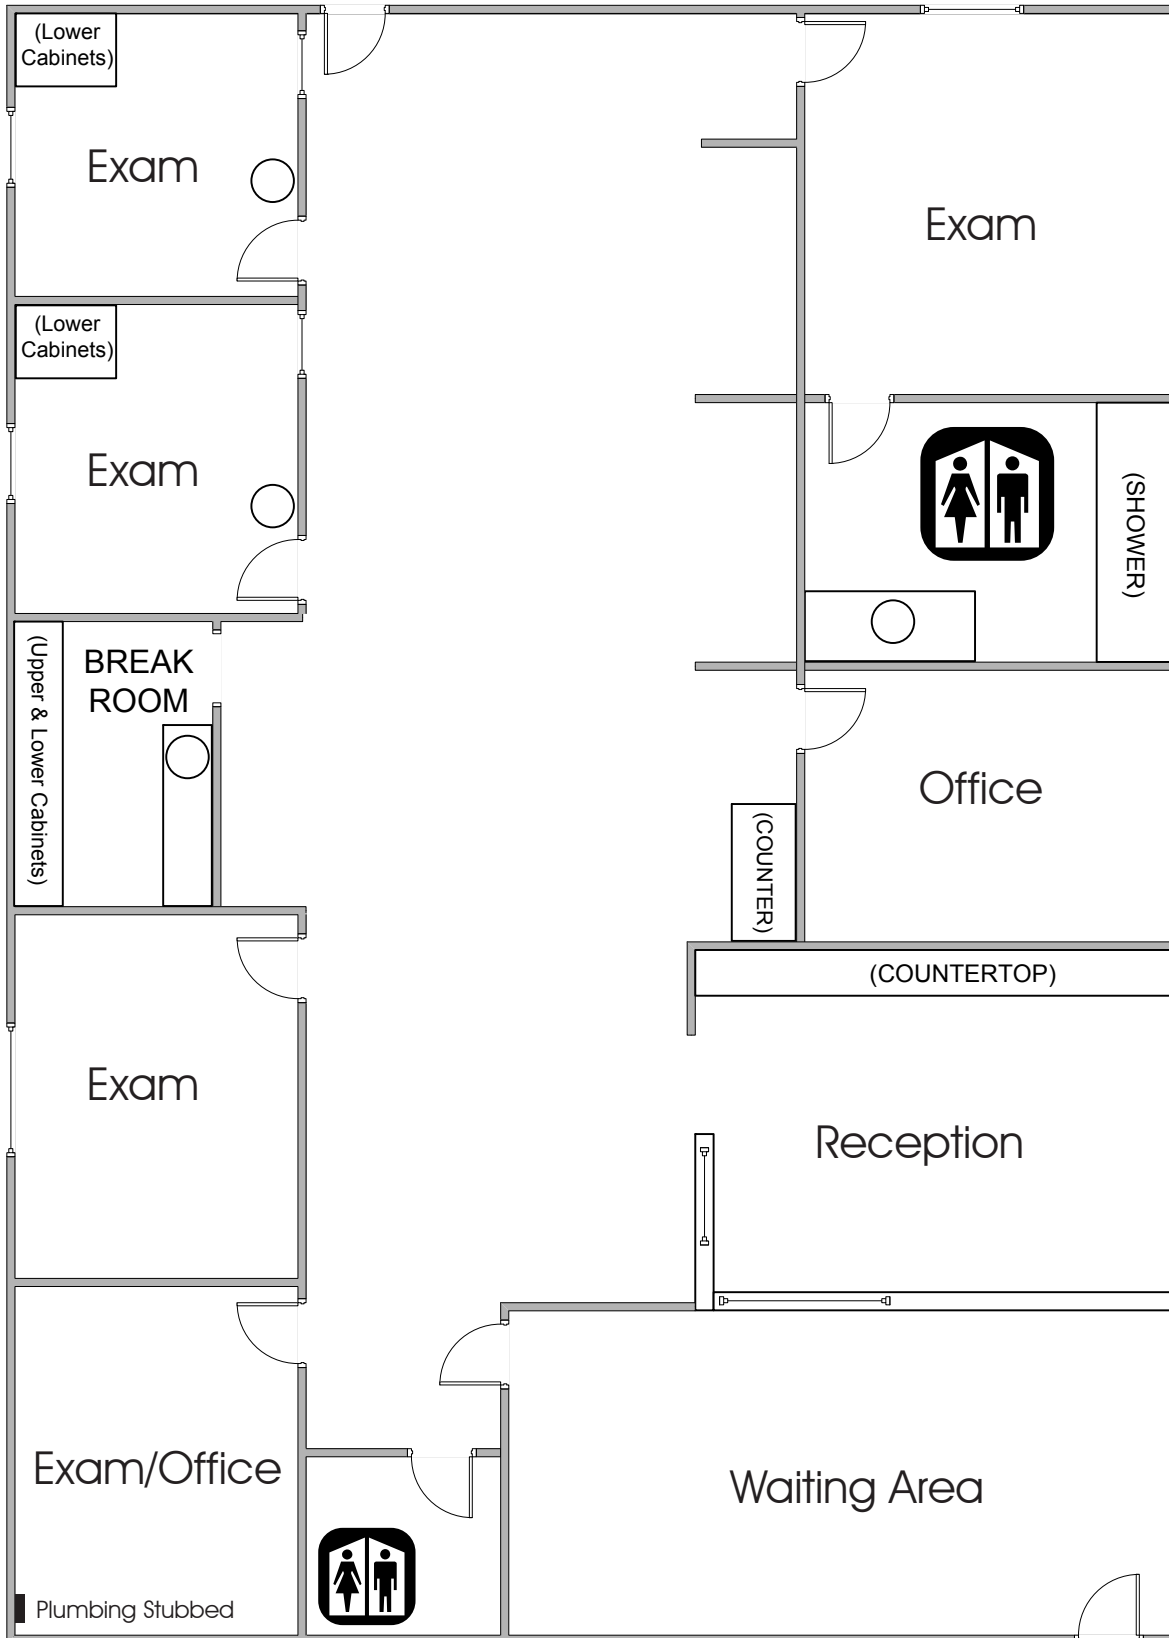 (Lower
Cabinets)
Exam
Exam
(Lower
Cabinets)
Exam
(SHOWER)
BREAK
ROOM
(Upper & Lower Cabinets)
Office
(COUNTER)
(COUNTERTOP)
Exam
Reception
Exam/Office
Waiting Area
Plumbing Stubbed